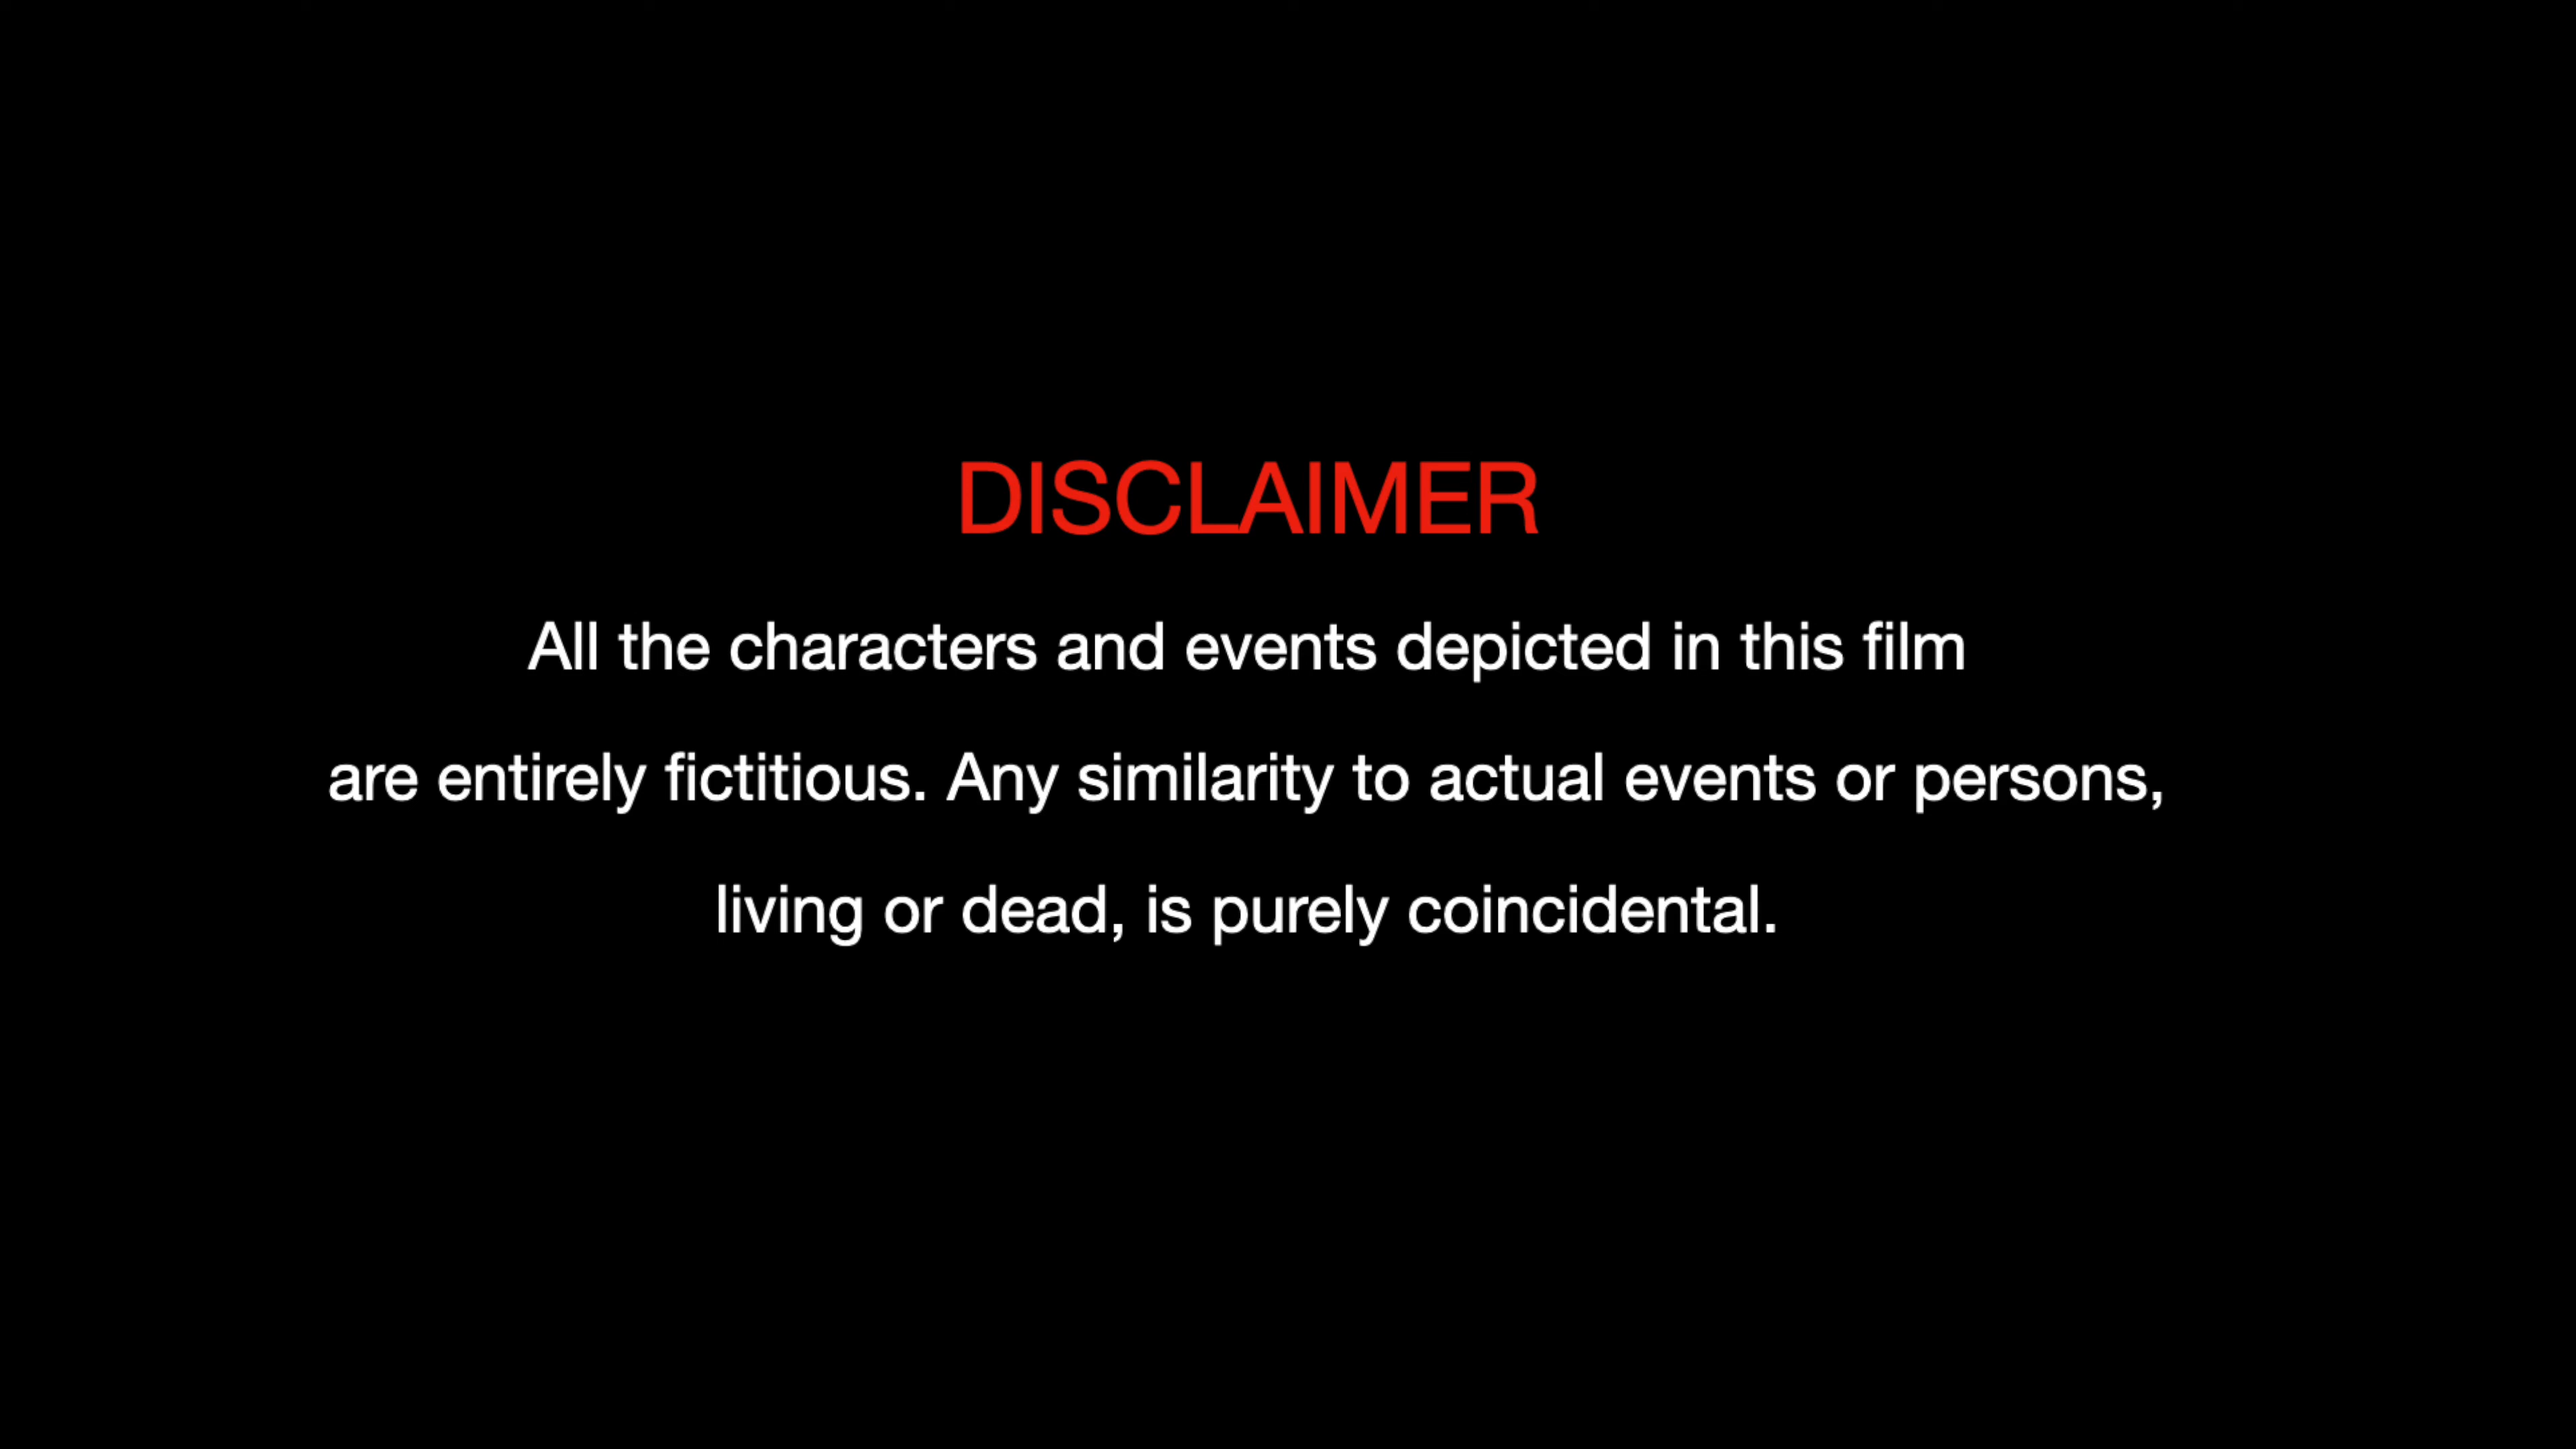 DISCLAIMER
All the characters and events depicted in this film
are entirely fictitious. Any similarity to actual events or persons,
living or dead, is purely coincidental.